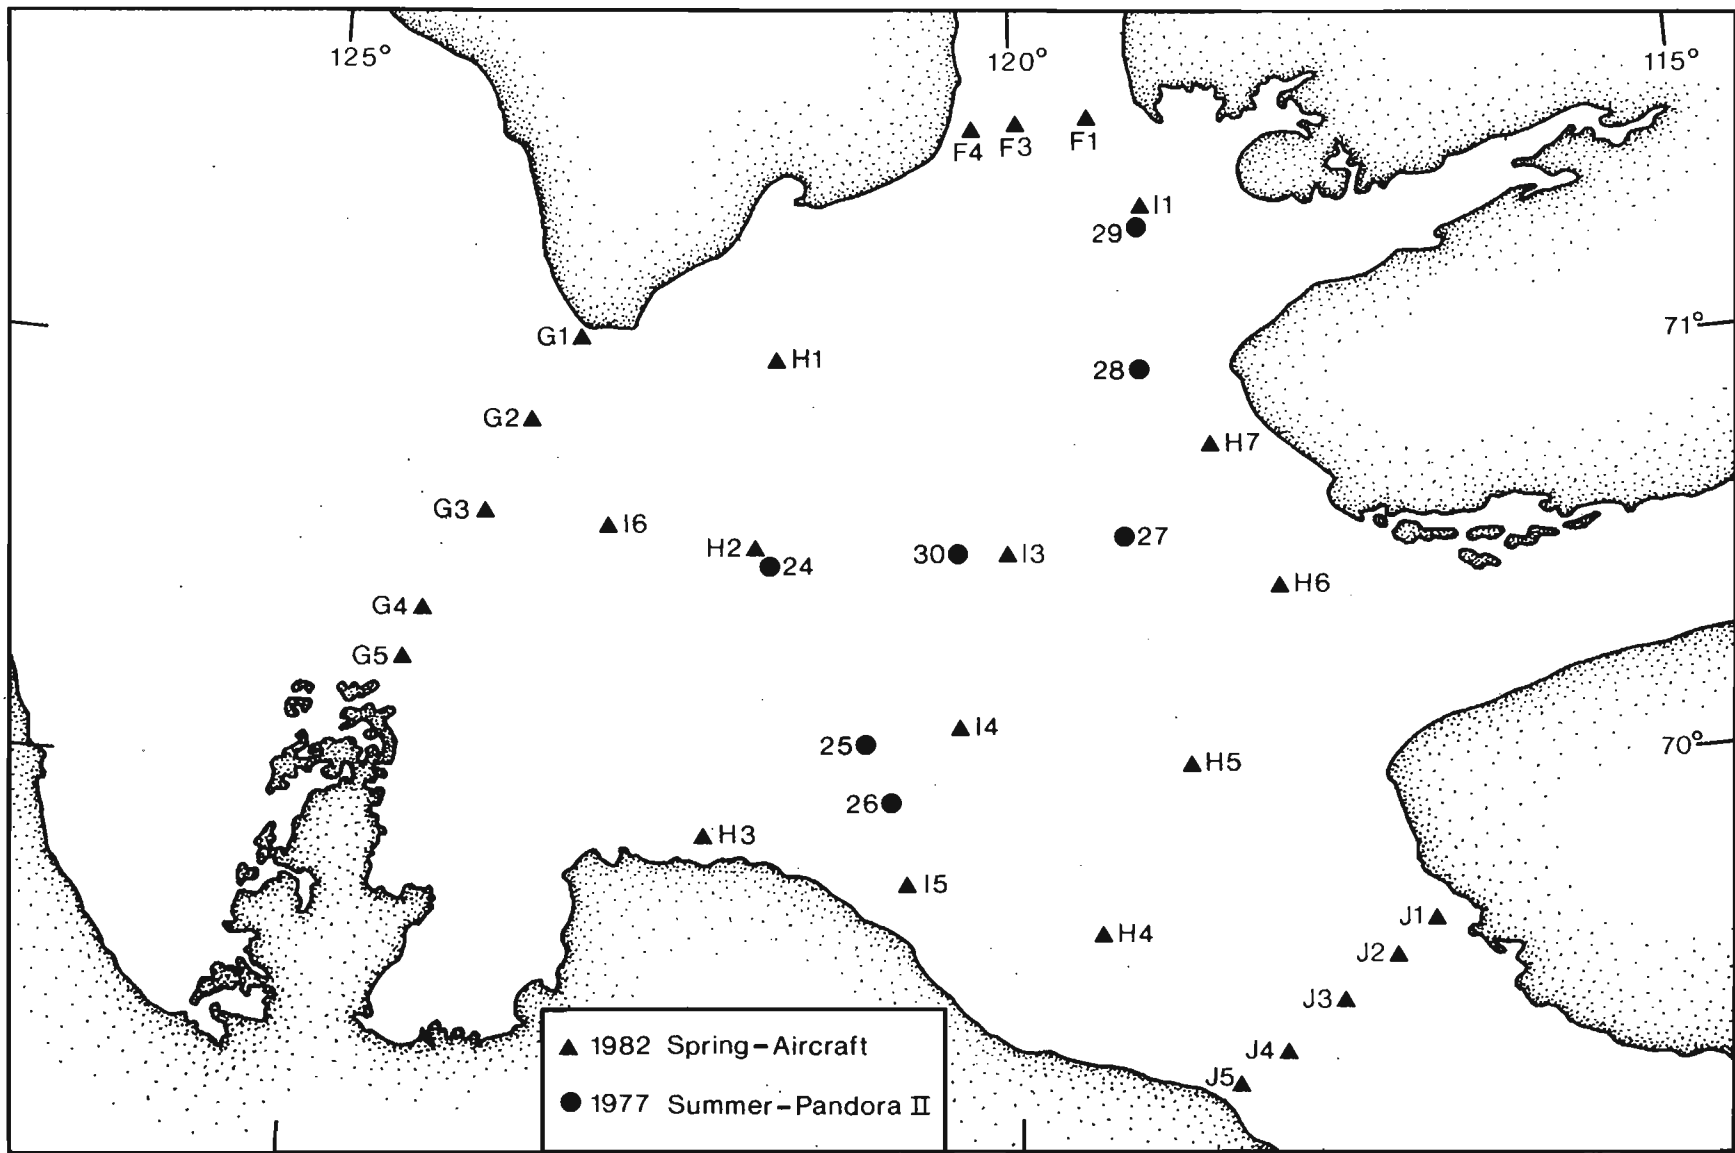 125°
120°
115°
F4
F3
F1
I1
29
G1
71°
H1
28
G2
H7
G3
I6
H2
24
30
I3
27
H6
G4
G5
I4
25
70°
H5
26
H3
I5
J1
H4
J2
J3
J4
J5
▲ 1982 Spring-Aircraft
● 1977 Summer-Pandora II